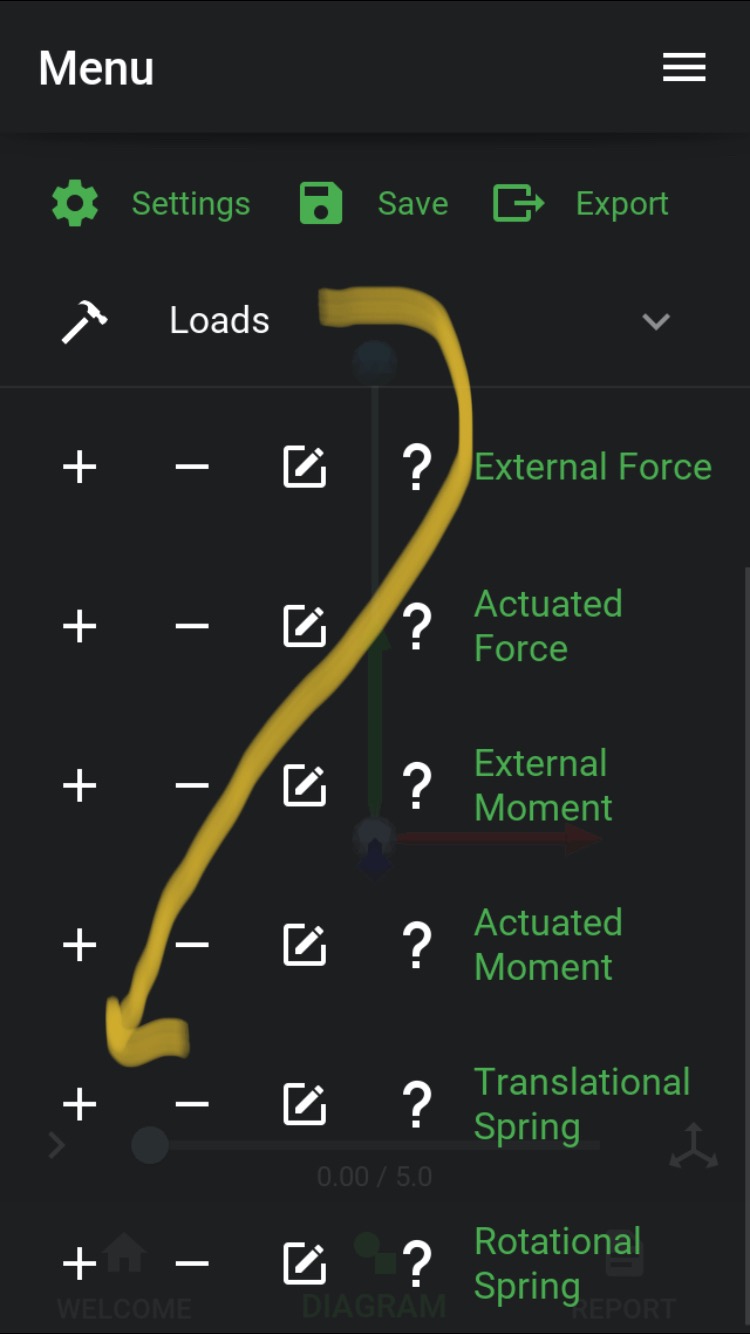 Menu
Settings Save Export
Loads
+ − ? External Force
+ − ? Actuated
Force
+ − ? External
Moment
+ − ? Actuated
Moment
+ − ? Translational
Spring
0.00 / 5.0
+ − ? Rotational
Spring
WELCOME DIAGRAM REPORT